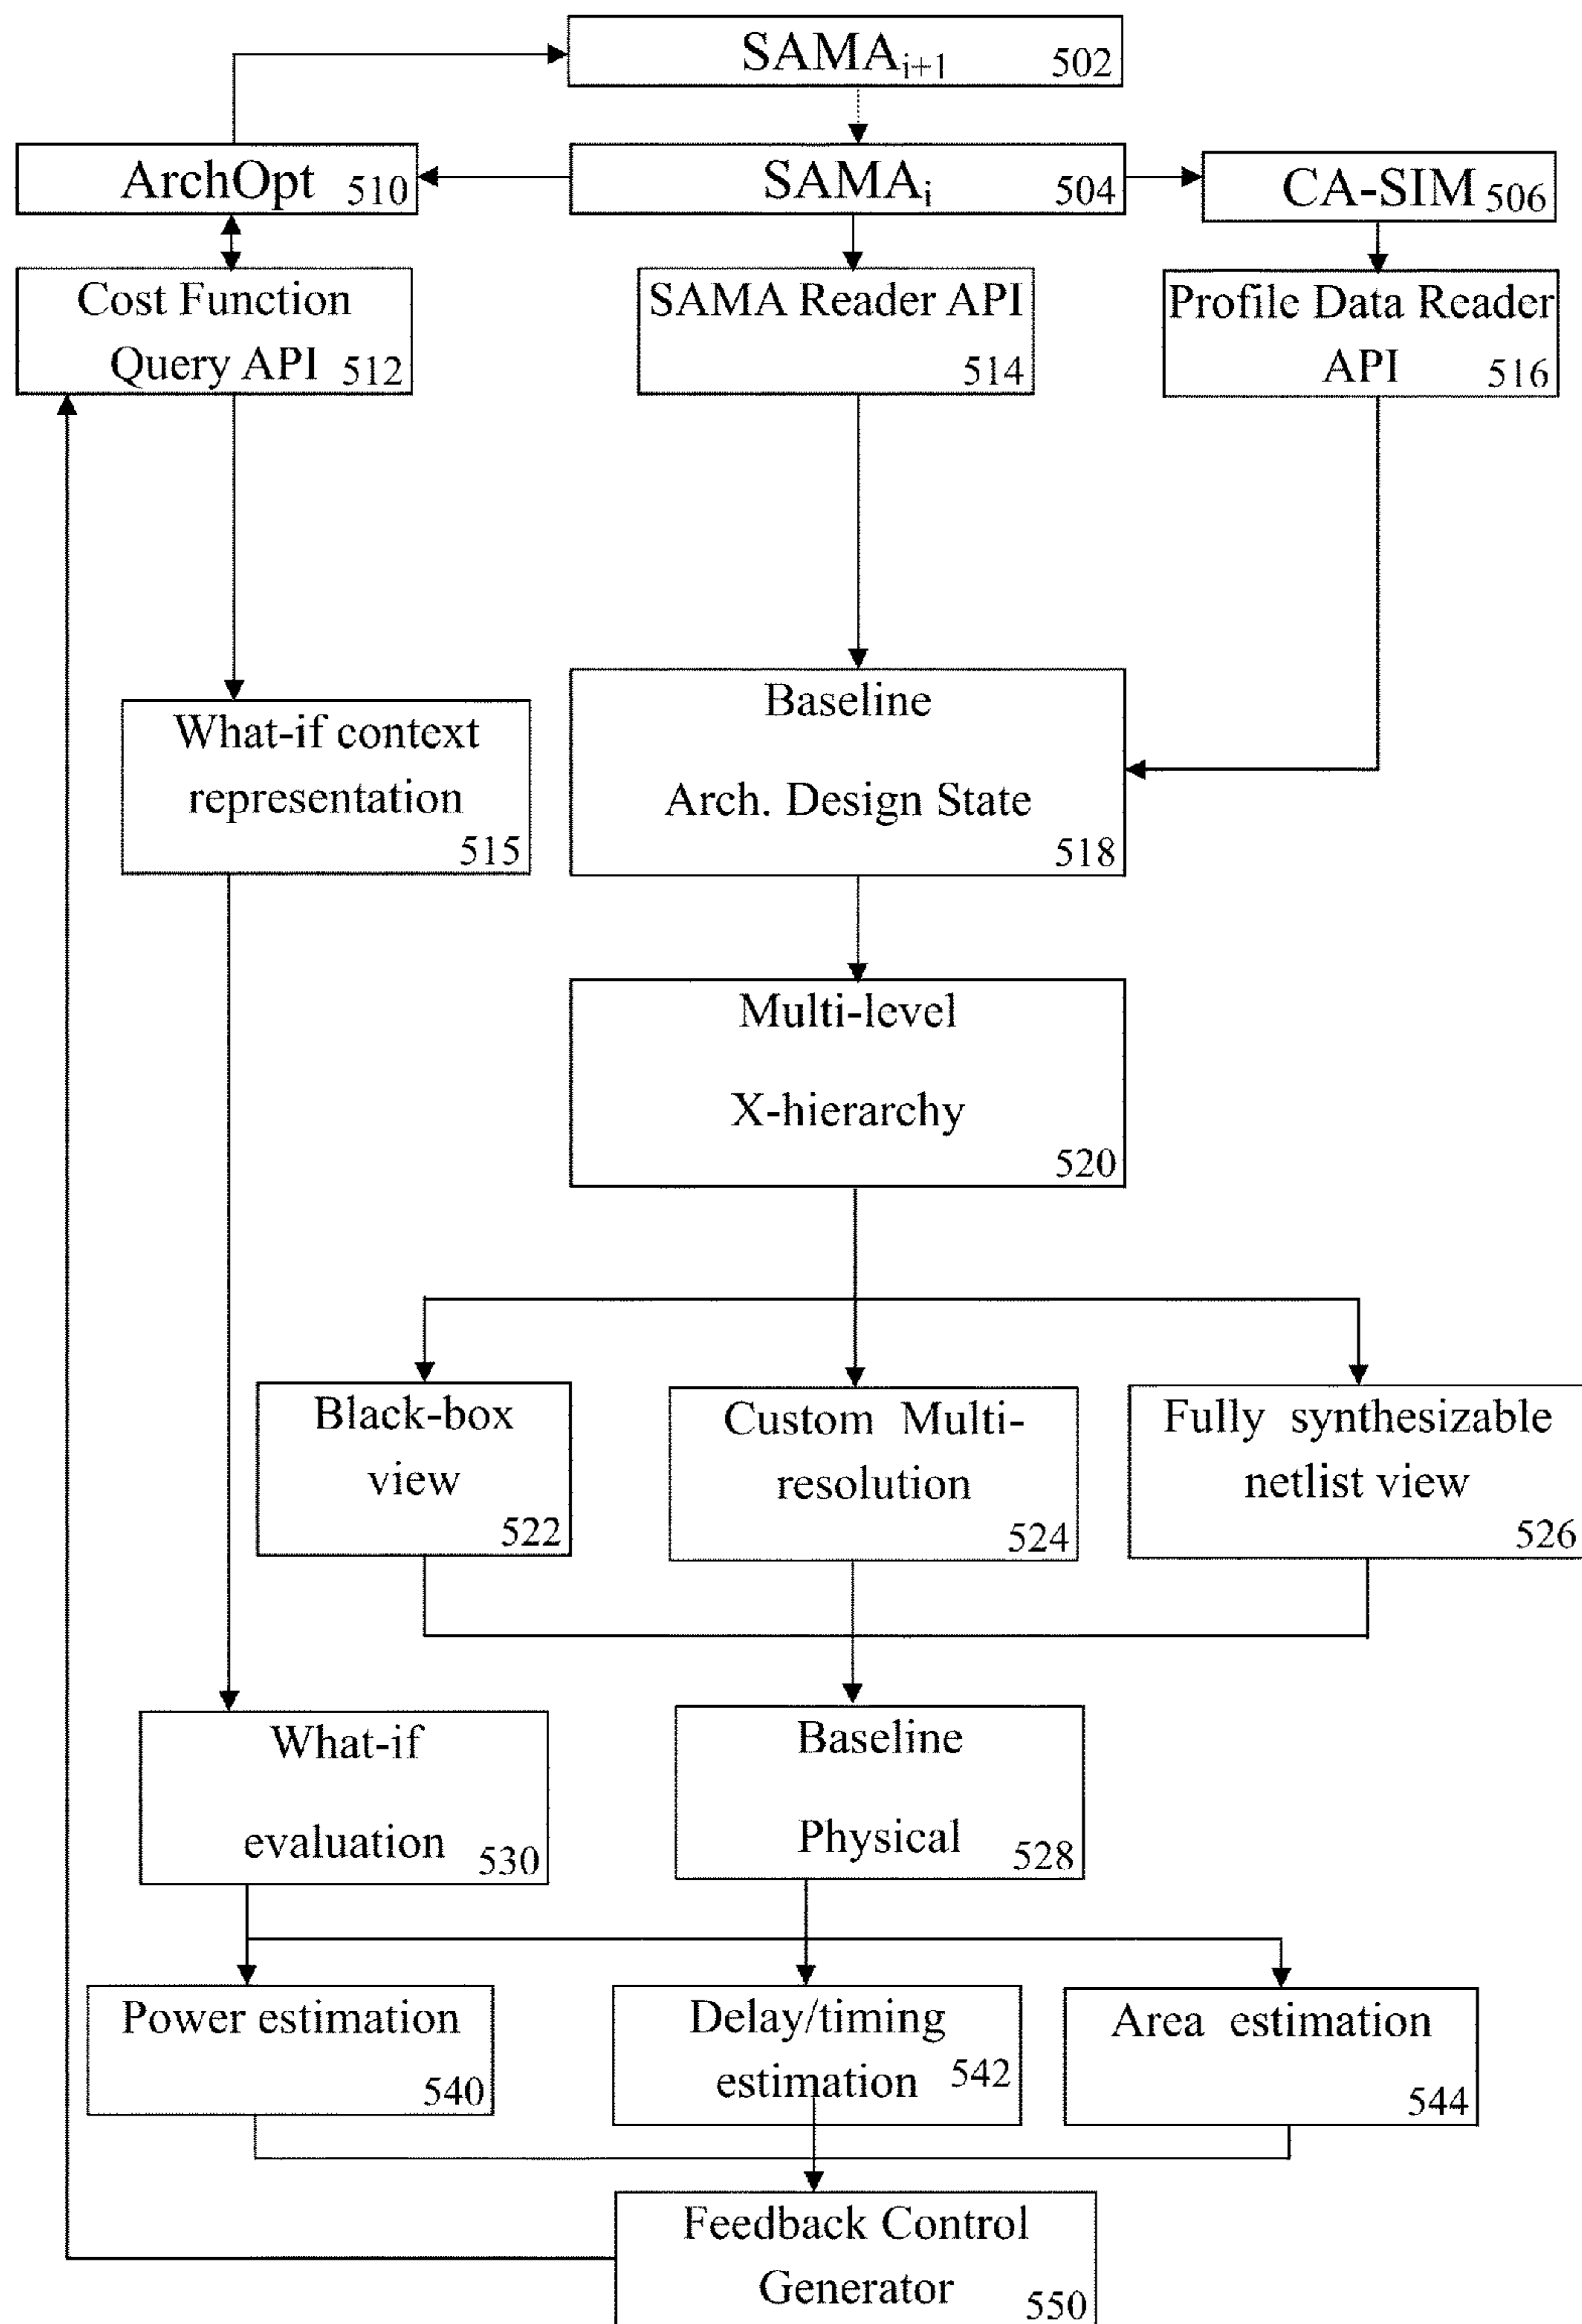 SAMAi+1 502
ArchOpt 510
SAMAi 504
CA-SIM 506
Cost Function
Query API 512
SAMA Reader API
514
Profile Data Reader
API 516
What-if context
representation
515
Baseline
Arch. Design State
518
Multi-level
X-hierarchy
520
Black-box
view
522
Custom Multi-
resolution
524
Fully synthesizable
netlist view
526
What-if
evaluation 530
Baseline
Physical 528
Power estimation
540
Delay/timing
estimation 542
Area estimation
544
Feedback Control
Generator 550